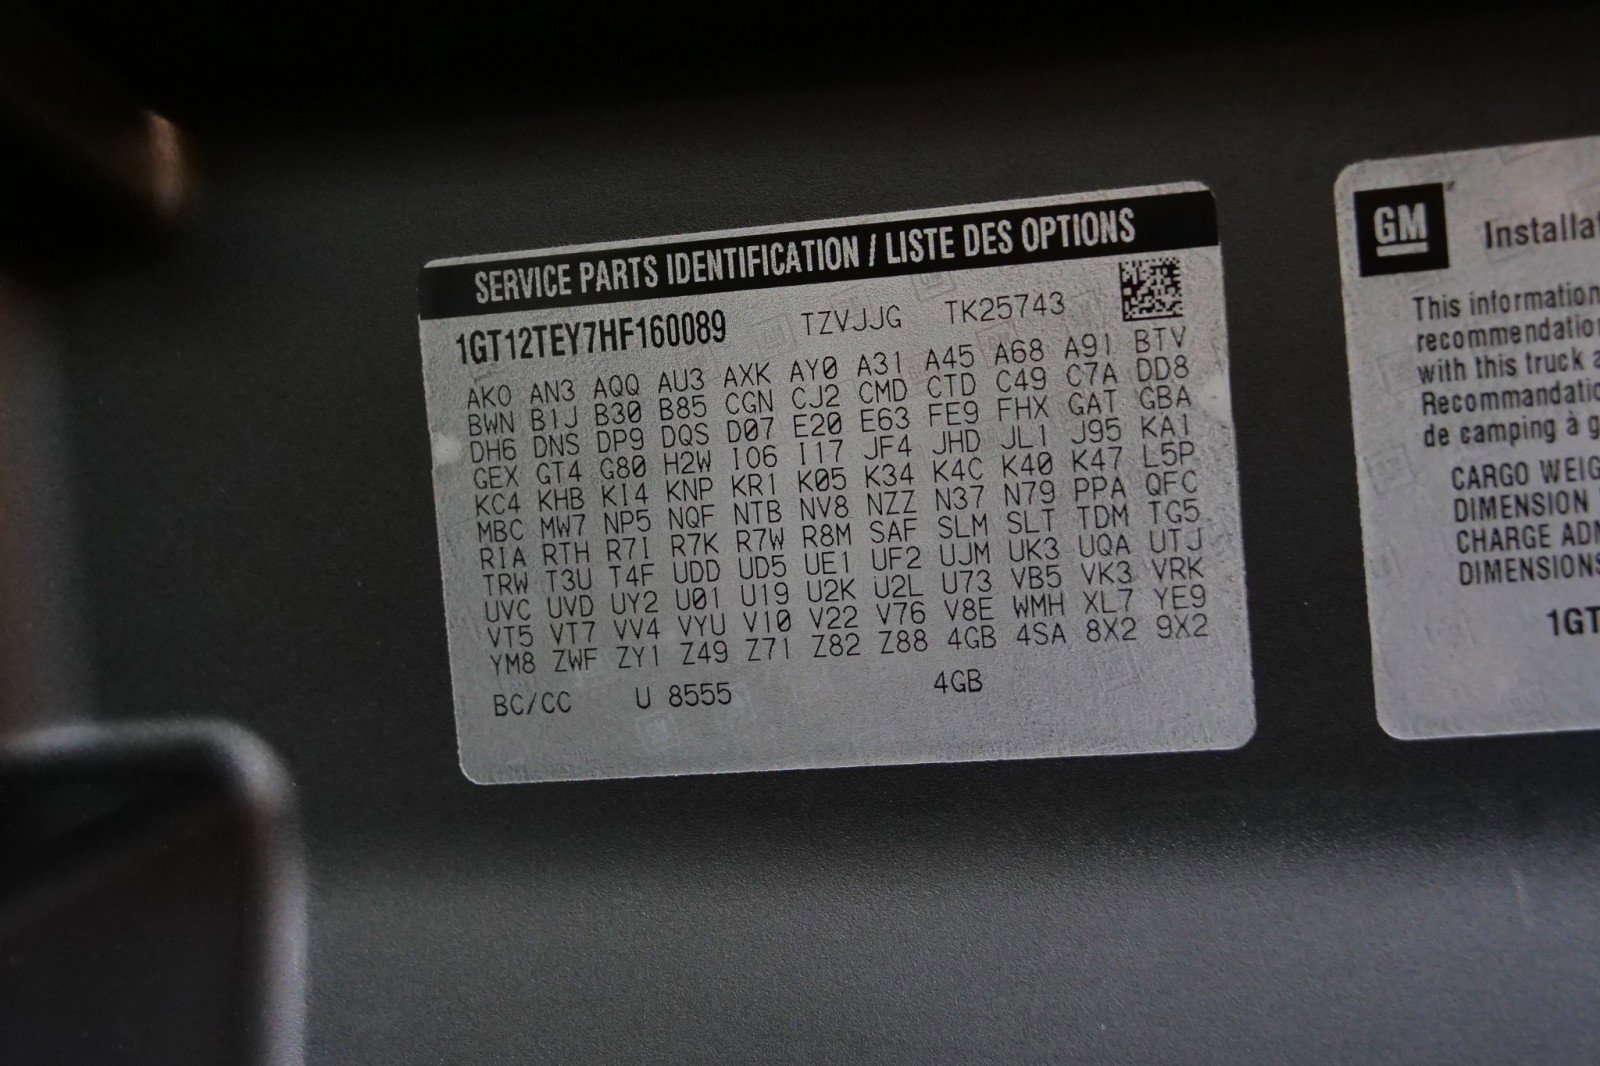 SERVICE PARTS IDENTIFICATION / LISTE DES OPTIONS
1GT12TEY7HF160089 TZVJJG TK25743
AKO AN3 AQQ AU3 AXK AY0 A31 A45 A68 A91 BTV
BWN B1J B30 B85 CGN CJ2 CMD CTD C49 C7A DD8
DH6 DNS DP9 DQS D07 E20 E63 FE9 FHX GAT GBA
GEX GT4 G80 H2W I06 I17 JF4 JHD JL1 J95 KA1
KC4 KHB KI4 KNP KR1 K05 K34 K4C K40 K47 L5P
MBC MW7 NP5 NQF NTB NV8 NZZ N37 N79 PPA QFC
RIA RTH R7I R7K R7W R8M SAF SLM SLT TDM TG5
TRW T3U T4F UDD UD5 UE1 UF2 UJM UK3 UQA UTJ
UVC UVD UY2 U01 U19 U2K U2L U73 VB5 VK3 VRK
VT5 VT7 VV4 VYU V10 V22 V76 V8E WMH XL7 YE9
YM8 ZWF ZY1 Z49 Z71 Z82 Z88 4GB 4SA 8X2 9X2
BC/CC U 8555 4GB
GM
This information
with this truck
de camping à
DIMENSION
CHARGE
DIMENSIONS
1GT